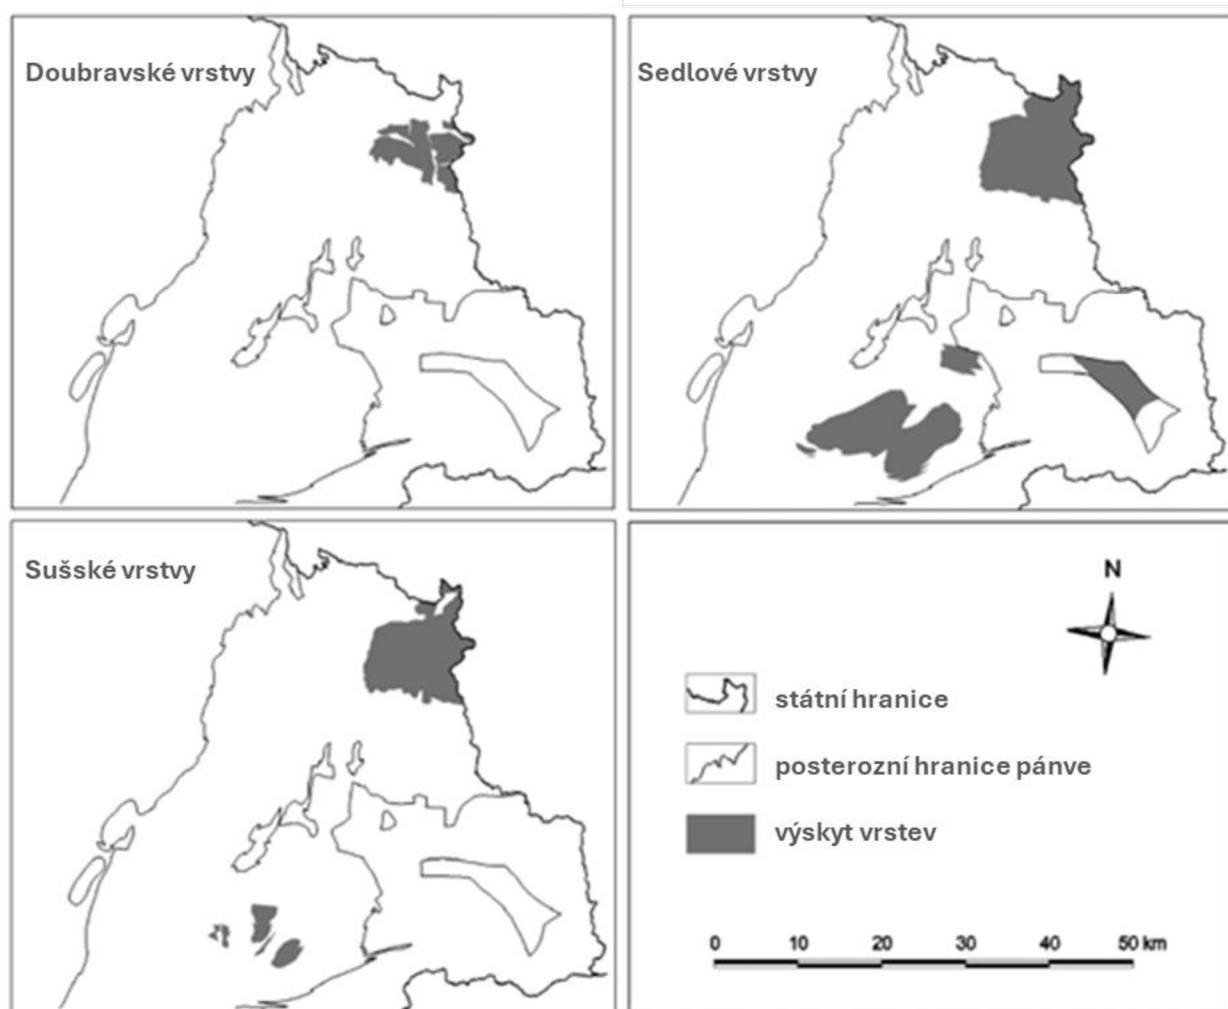 Doubravské vrstvy
Sedlové vrstvy
Sušské vrstvy
N
státní hranice
posterozní hranice pánve
výskyt vrstev
0 10 20 30 40 50 km